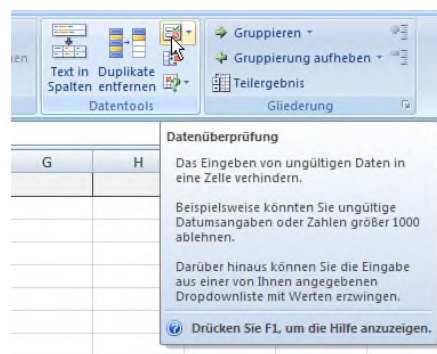 en
Text in
Spalten
Duplikate
entfernen
Datentools
Gruppieren
Gruppierung aufheben
Teilergebnis
Gliederung
G H
Datenüberprüfung
Das Eingeben von ungültigen Daten in
eine Zelle verhindern.
Beispielsweise könnten Sie ungültige
Datumsangaben oder Zahlen größer 1000
ablehnen.
Darüber hinaus können Sie die Eingabe
aus einer von Ihnen angegebenen
Dropdownliste mit Werten erzwingen.
Drücken Sie F1, um die Hilfe anzuzeigen.